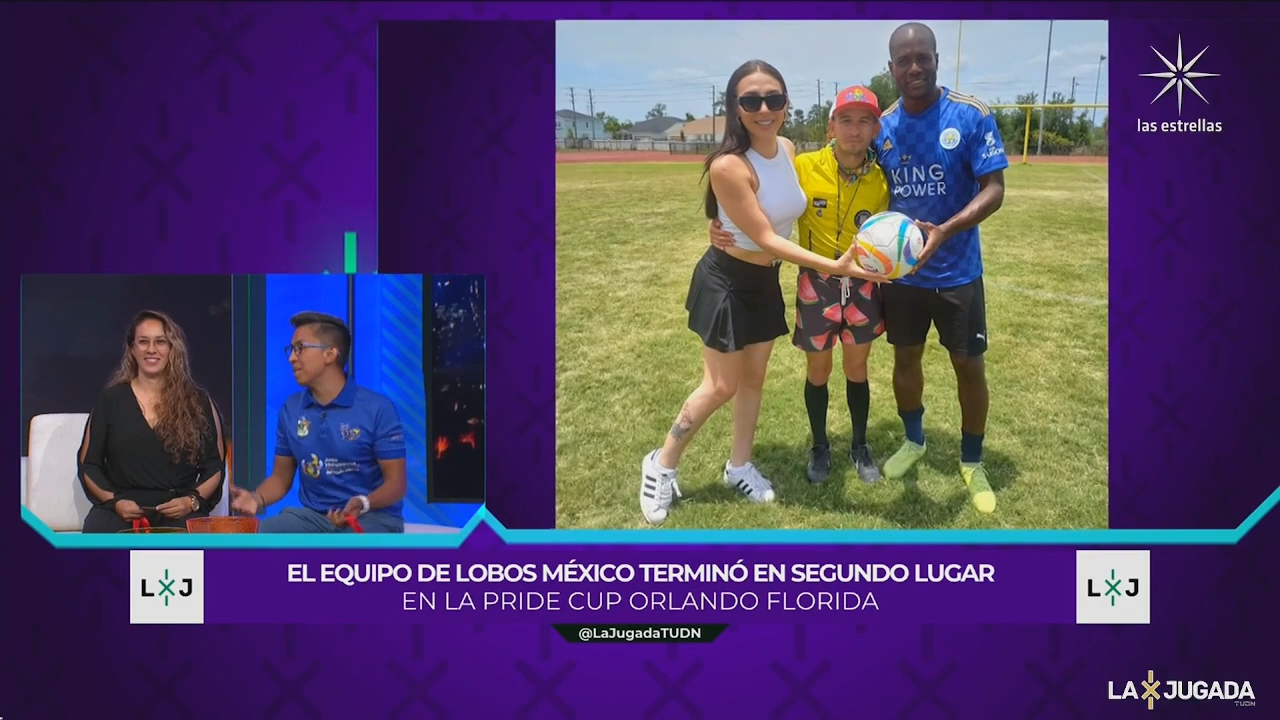 las estrellas
KING
POWER
L J
EL EQUIPO DE LOBOS MÉXICO TERMINÓ EN SEGUNDO LUGAR
EN LA PRIDE CUP ORLANDO FLORIDA
L J
@LaJugadaTUDN
LA JUGADA
TUDN